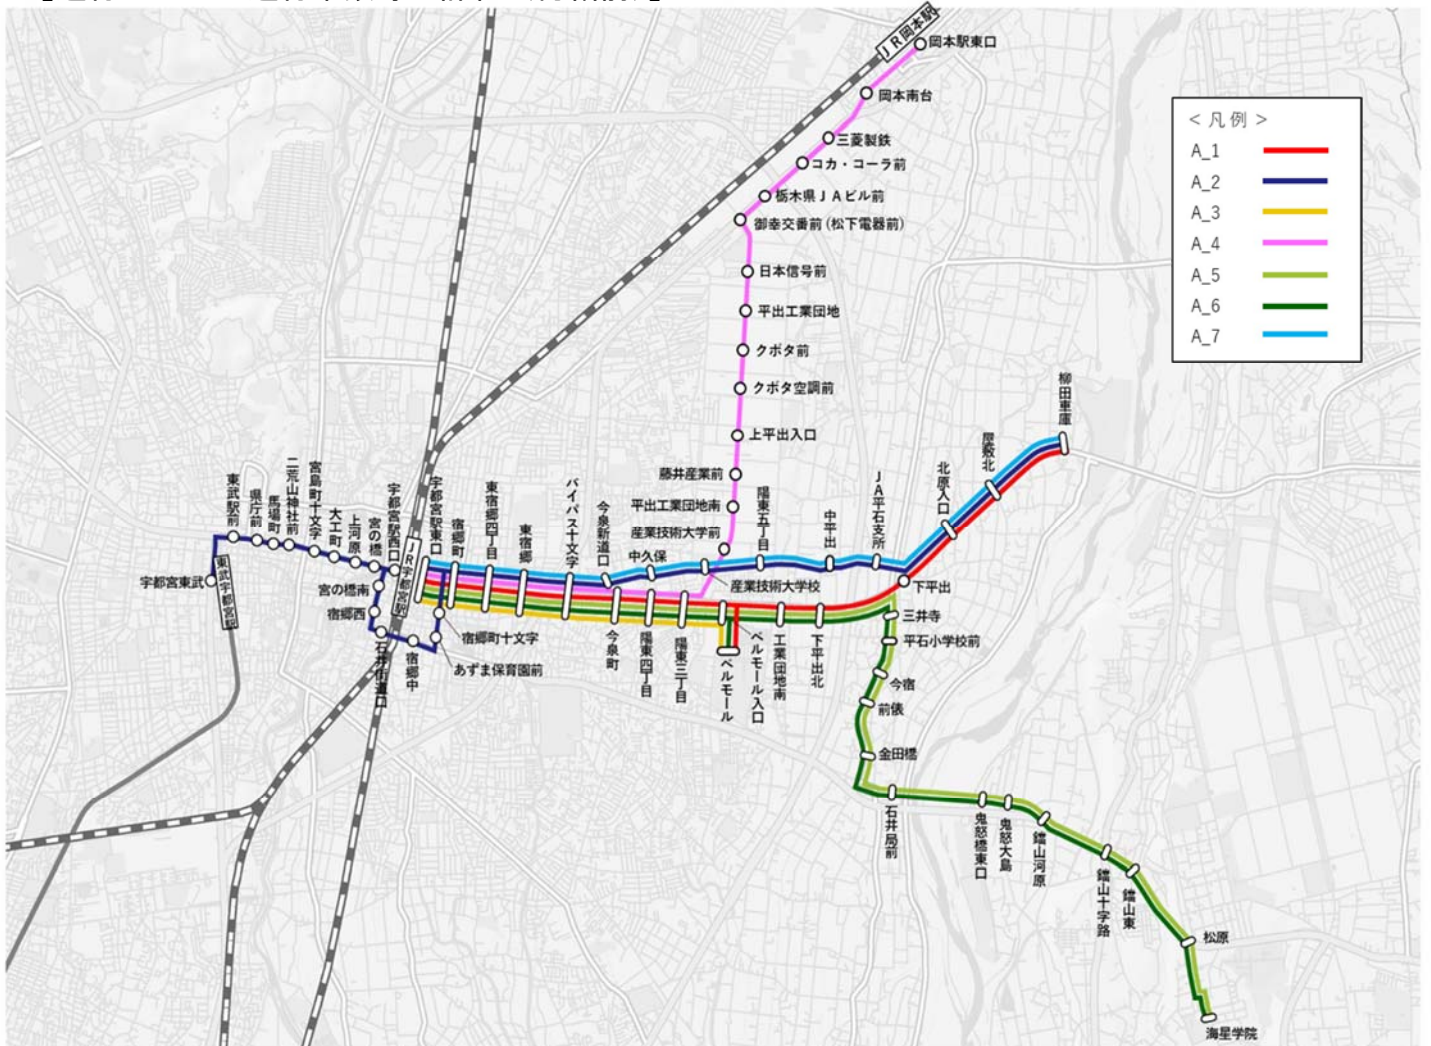 JR岡本駅
岡本駅東口
岡本南台
三菱製鉄
コカ・コーラ前
栃木県JAビル前
御幸交番前(松下電器前)
日本信号前
平出工業団地
クボタ前
クボタ空調前
上平出入口
藤井産業前
平出工業団地南
産業技術大学前
<凡例>
A_1
A_2
A_3
A_4
A_5
A_6
A_7
柳田車庫
屋敷北
北原入口
JA平石支所
中平出
陽東五丁目
産業技術大学校
中久保
今泉新道口
バイパス十文字
東宿郷
東宿郷四丁目
宿郷町
宇都宮駅東口
JR宇都宮駅
宇都宮駅西口
宮の橋
上河原
大工町
宮島町十文字
二荒山神社前
馬場町
県庁前
東武駅前
宇都宮東武
東武宇都宮駅
宮の橋南
宿郷西
石井街道口
宿郷中
あずま保育園前
宿郷町十文字
今泉町
陽東四丁目
陽東三丁目
ベルモール
ベルモール入口
工業団地南
下平出北
下平出
三井寺
平石小学校前
今宿
前俵
金田橋
石井局前
鬼怒橋東口
鬼怒大島
鐺山河原
鐺山十字路
鐺山東
松原
海星学院